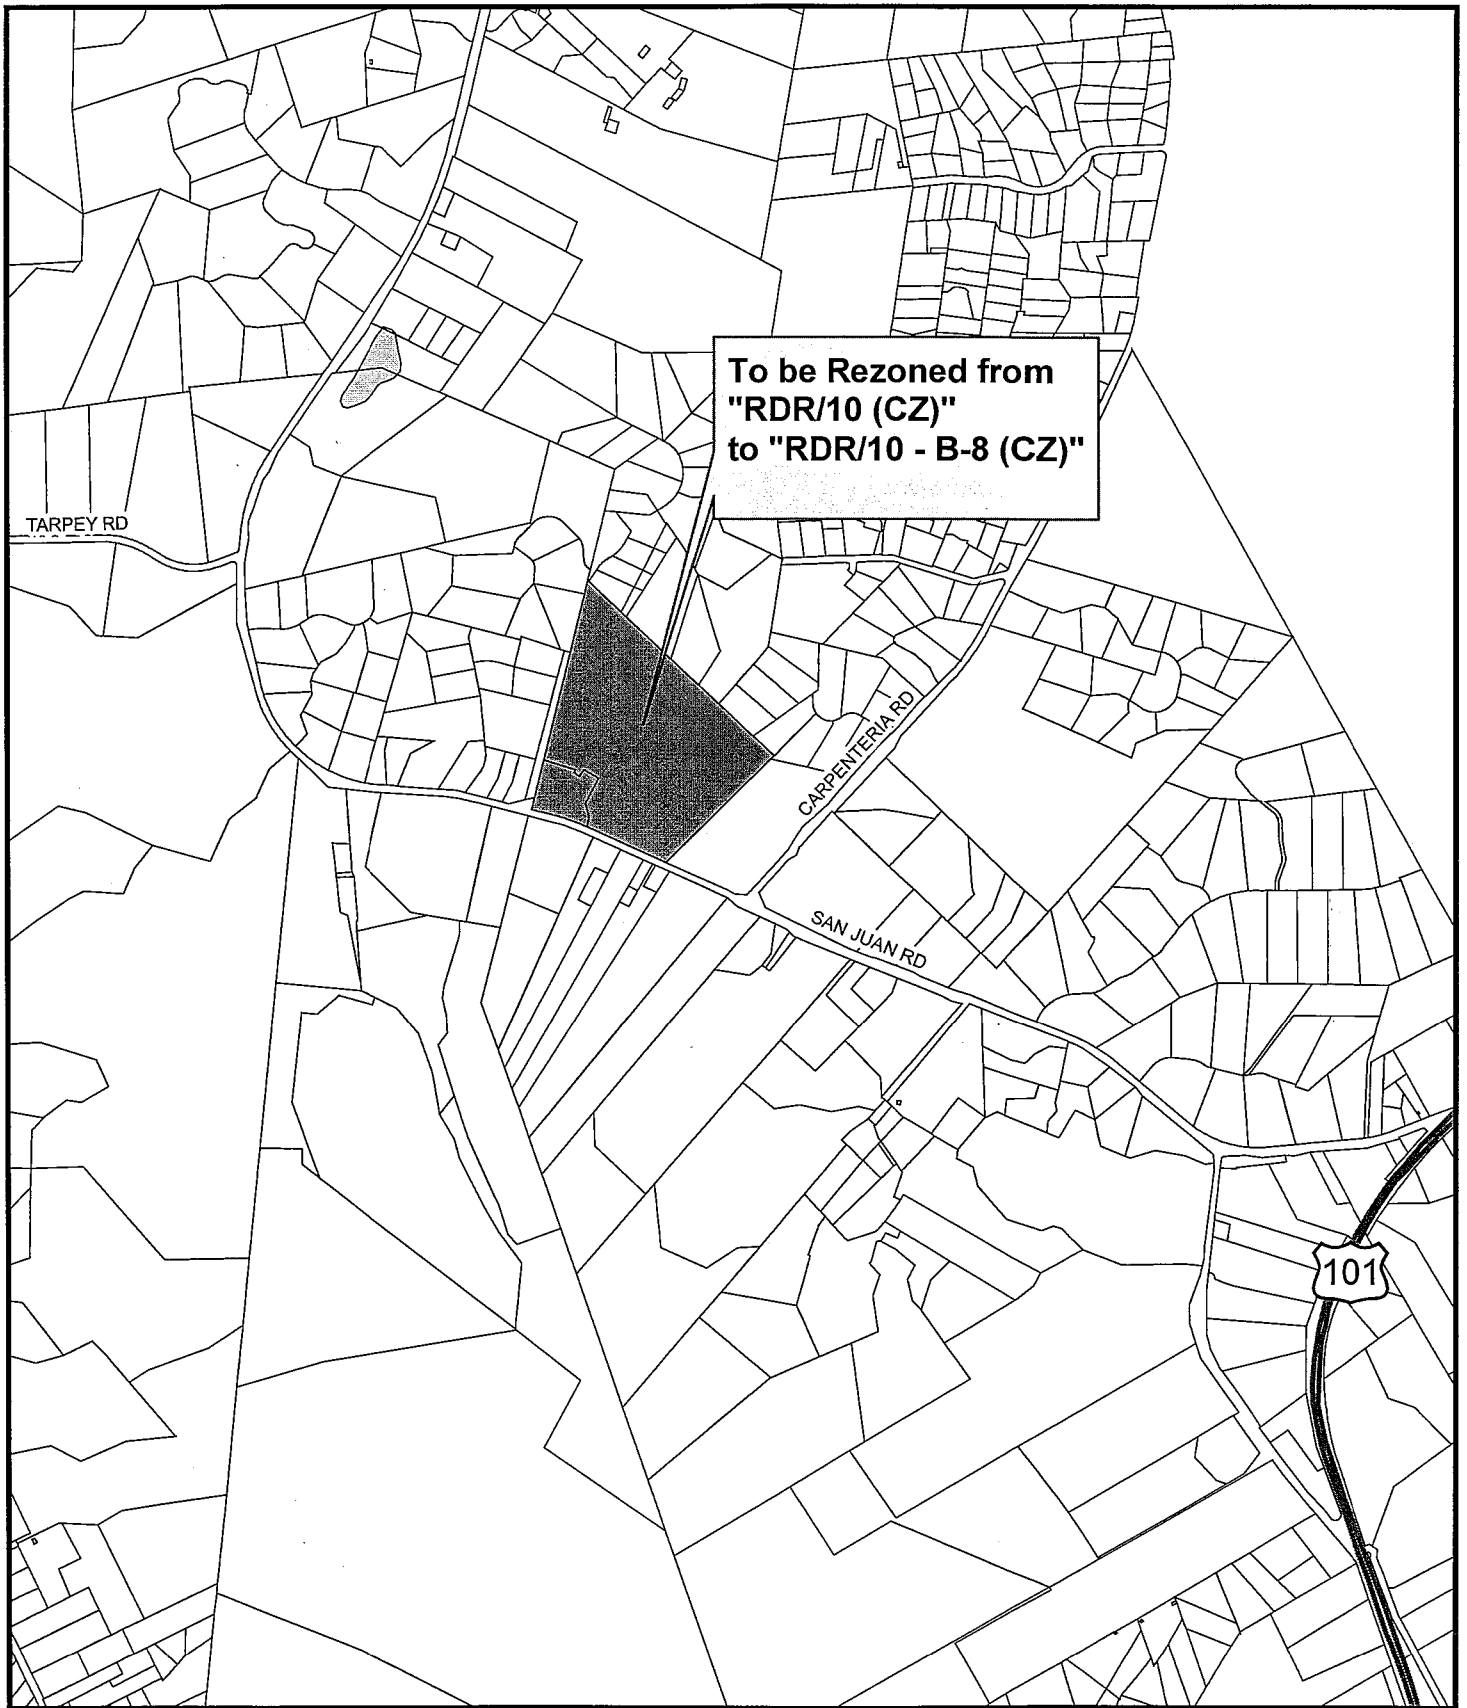 To be Rezoned from
"RDR/10 (CZ)"
to "RDR/10 - B-8 (CZ)"
TARPEY RD
CARPENTERIA RD
SAN JUAN RD
101